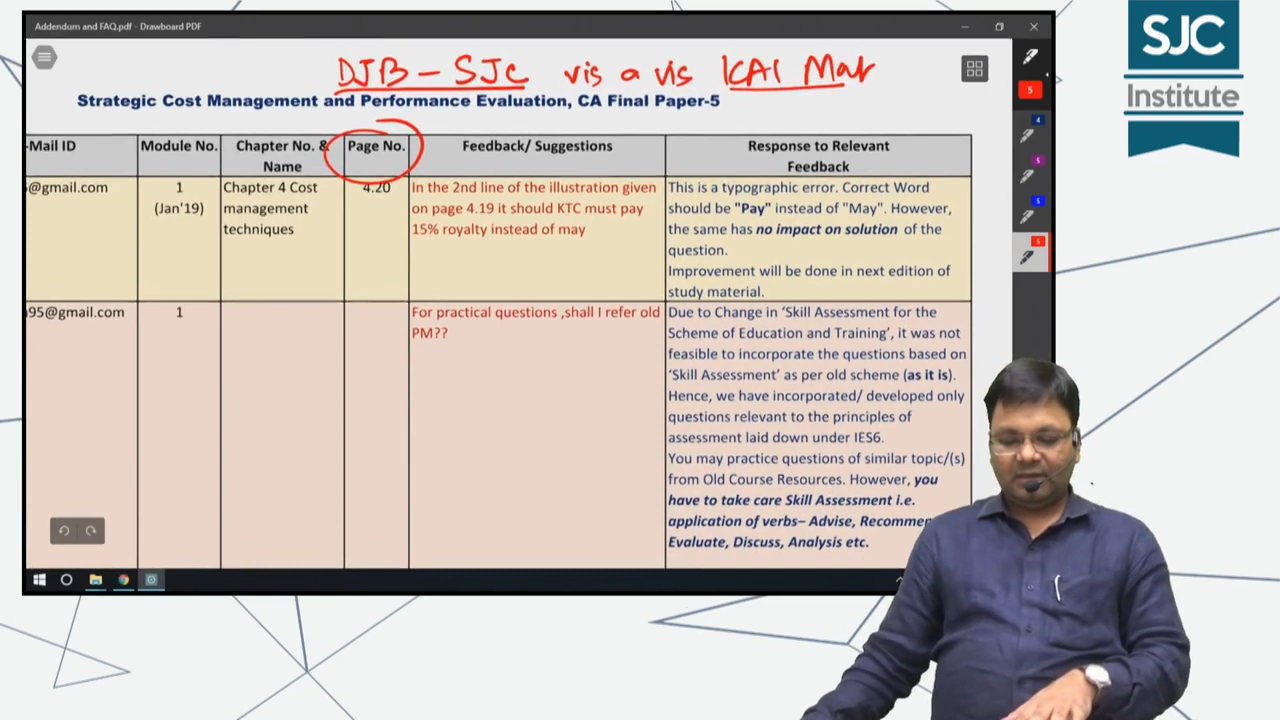 Addendum and FAQ.pdf - Drawboard PDF
SJC
Institute
DJB - SJC vis a vis ICAI Mat
Strategic Cost Management and Performance Evaluation, CA Final Paper-5
-Mail ID
Module No.
Chapter No. &
Name
Page No.
Feedback/ Suggestions
Response to Relevant
Feedback
@gmail.com
1
(Jan'19)
Chapter 4 Cost
management
techniques
4.20
In the 2nd line of the illustration given
on page 4.19 it should KTC must pay
15% royalty instead of may
This is a typographic error. Correct Word
should be "Pay" instead of "May". However,
the same has no impact on solution of the
question.
Improvement will be done in next edition of
study material.
95@gmail.com
1
For practical questions ,shall I refer old
PM??
Due to Change in 'Skill Assessment for the
Scheme of Education and Training', it was not
feasible to incorporate the questions based on
'Skill Assessment' as per old scheme (as it is).
Hence, we have incorporated/ developed only
questions relevant to the principles of
assessment laid down under IES6.
You may practice questions of similar topic/(s)
from Old Course Resources. However, you
have to take care Skill Assessment i.e.
application of verbs– Advise, Recomme
Evaluate, Discuss, Analysis etc.
5
4
5
5
5